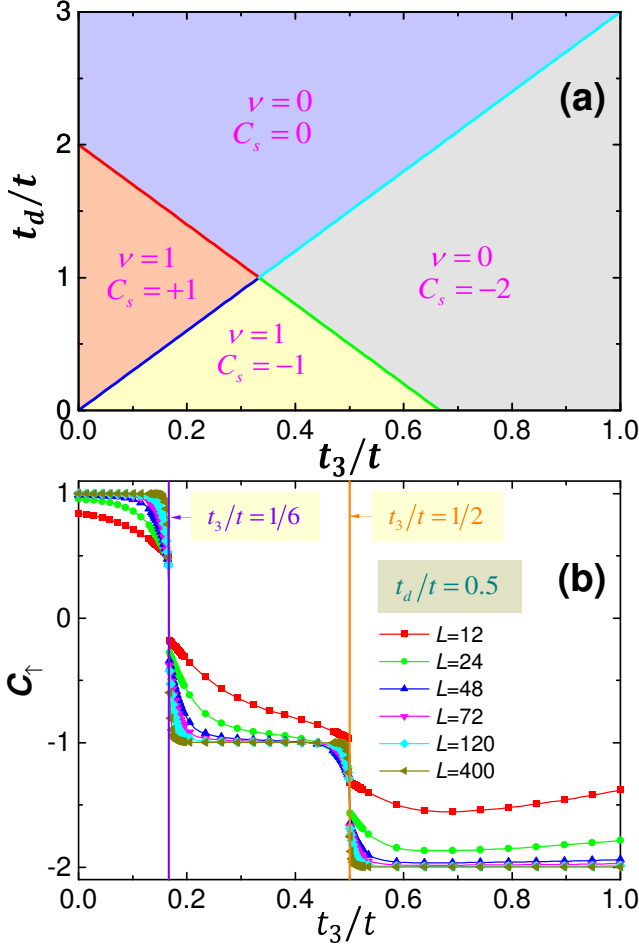 3
2
1
0
t_d/t
(a)
ν = 0
C_s = 0
ν = 1
C_s = +1
ν = 0
C_s = −2
ν = 1
C_s = −1
0.0 0.2 0.4 0.6 0.8 1.0
t_3/t
1
0
-1
-2
C_↑
t_3/t = 1/6
t_3/t = 1/2
(b)
t_d/t = 0.5
L=12
L=24
L=48
L=72
L=120
L=400
0.0 0.2 0.4 0.6 0.8 1.0
t_3/t